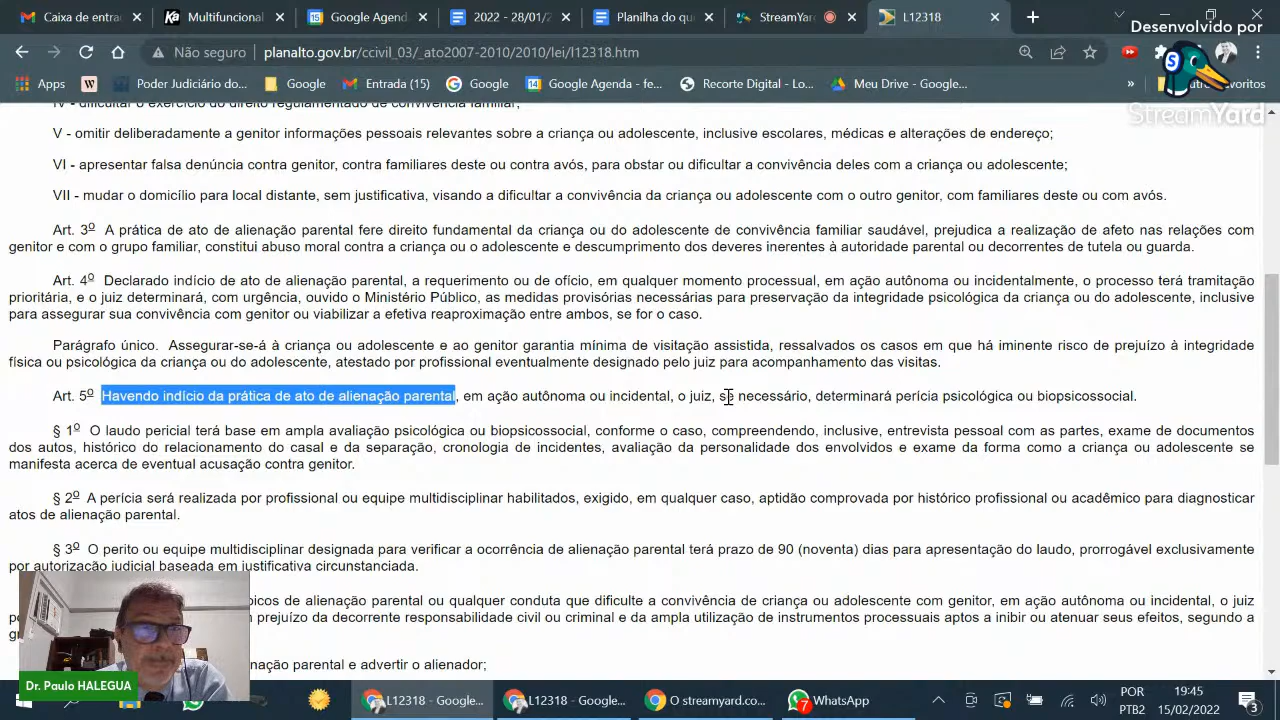 Caixa de entra
Multifuncional
Google Agend
2022 - 28/01/2
Planilha do qu
StreamYar
L12318
Desenvolvido por
Não seguro
planalto.gov.br/ccivil_03/_ato2007-2010/2010/lei/l12318.htm
Apps
Poder Judiciário do...
Google
Entrada (15)
Google
Google Agenda - fe...
Recorte Digital - Lo...
Meu Drive - Google...
»
StreamYard
IV - dificultar o exercício do direito regulamentado de convivência familiar;
V - omitir deliberadamente a genitor informações pessoais relevantes sobre a criança ou adolescente, inclusive escolares, médicas e alterações de endereço;
VI - apresentar falsa denúncia contra genitor, contra familiares deste ou contra avós, para obstar ou dificultar a convivência deles com a criança ou adolescente;
VII - mudar o domicílio para local distante, sem justificativa, visando a dificultar a convivência da criança ou adolescente com o outro genitor, com familiares deste ou com avós.
Art. 3º A prática de ato de alienação parental fere direito fundamental da criança ou do adolescente de convivência familiar saudável, prejudica a realização de afeto nas relações com
genitor e com o grupo familiar, constitui abuso moral contra a criança ou o adolescente e descumprimento dos deveres inerentes à autoridade parental ou decorrentes de tutela ou guarda.
Art. 4º Declarado indício de ato de alienação parental, a requerimento ou de ofício, em qualquer momento processual, em ação autônoma ou incidentalmente, o processo terá tramitação
prioritária, e o juiz determinará, com urgência, ouvido o Ministério Público, as medidas provisórias necessárias para preservação da integridade psicológica da criança ou do adolescente, inclusive
para assegurar sua convivência com genitor ou viabilizar a efetiva reaproximação entre ambos, se for o caso.
Parágrafo único. Assegurar-se-á à criança ou adolescente e ao genitor garantia mínima de visitação assistida, ressalvados os casos em que há iminente risco de prejuízo à integridade
física ou psicológica da criança ou do adolescente, atestado por profissional eventualmente designado pelo juiz para acompanhamento das visitas.
Art. 5º Havendo indício da prática de ato de alienação parental, em ação autônoma ou incidental, o juiz, se necessário, determinará perícia psicológica ou biopsicossocial.
§ 1º O laudo pericial terá base em ampla avaliação psicológica ou biopsicossocial, conforme o caso, compreendendo, inclusive, entrevista pessoal com as partes, exame de documentos
dos autos, histórico do relacionamento do casal e da separação, cronologia de incidentes, avaliação da personalidade dos envolvidos e exame da forma como a criança ou adolescente se
manifesta acerca de eventual acusação contra genitor.
§ 2º A perícia será realizada por profissional ou equipe multidisciplinar habilitados, exigido, em qualquer caso, aptidão comprovada por histórico profissional ou acadêmico para diagnosticar
atos de alienação parental.
§ 3º O perito ou equipe multidisciplinar designada para verificar a ocorrência de alienação parental terá prazo de 90 (noventa) dias para apresentação do laudo, prorrogável exclusivamente
por autorização judicial baseada em justificativa circunstanciada.
picos de alienação parental ou qualquer conduta que dificulte a convivência de criança ou adolescente com genitor, em ação autônoma ou incidental, o juiz
prejuízo da decorrente responsabilidade civil ou criminal e da ampla utilização de instrumentos processuais aptos a inibir ou atenuar seus efeitos, segundo a
nação parental e advertir o alienador;
Dr. Paulo HALEGUA
L12318 - Google...
L12318 - Google...
O streamyard.co...
7
WhatsApp
POR
PTB2
19:45
15/02/2022
3